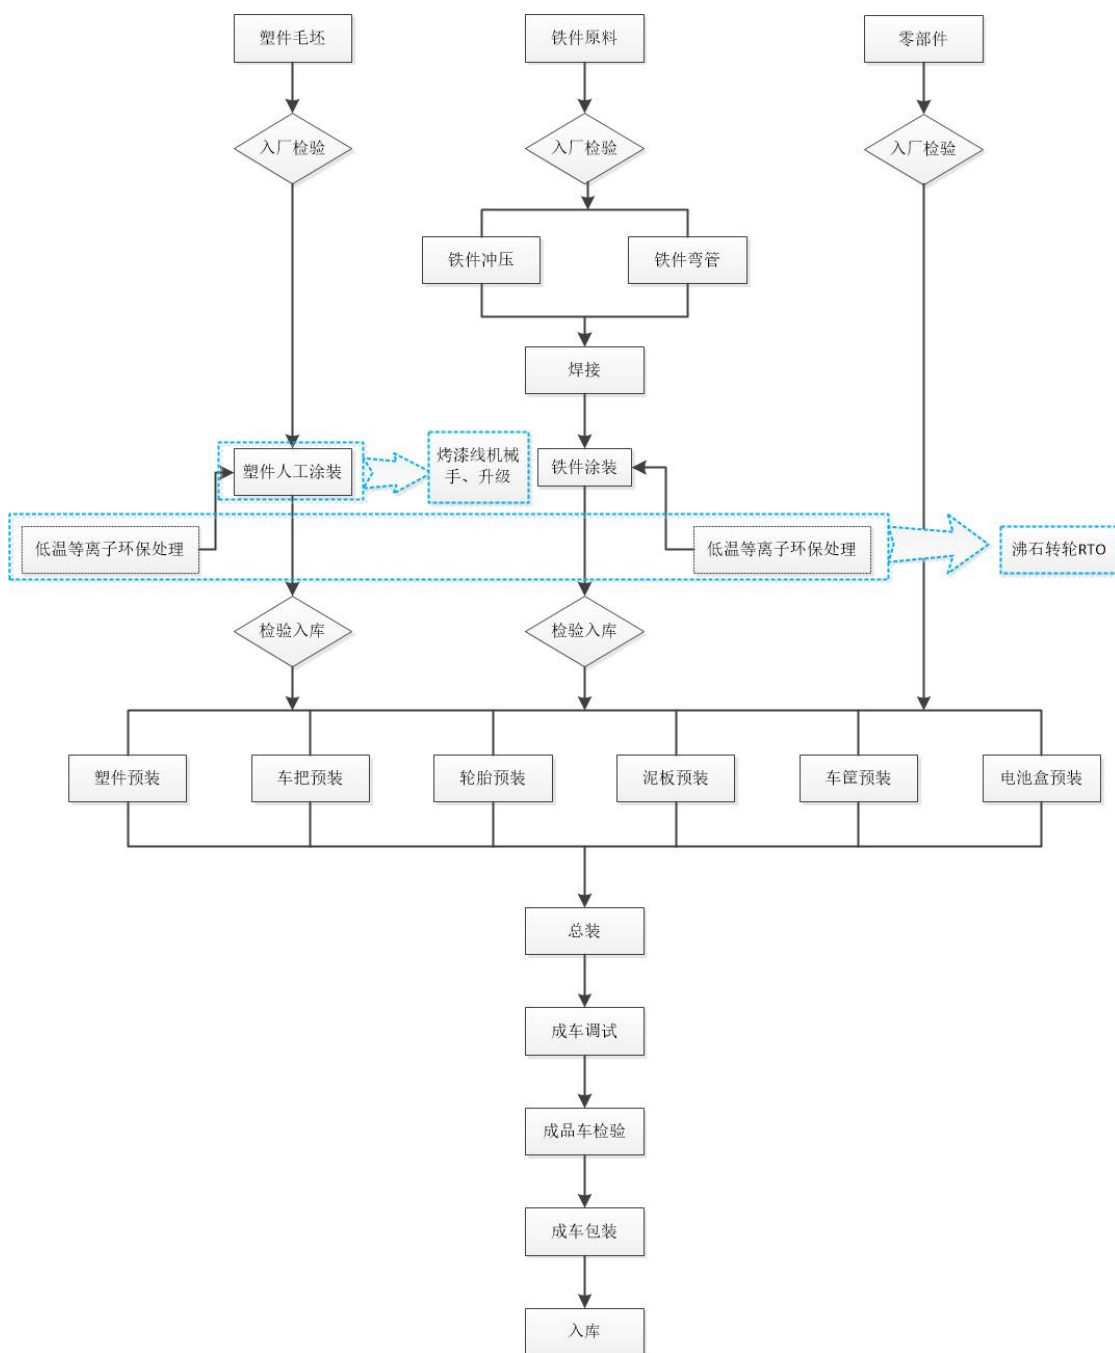 塑件毛坯
铁件原料
零部件
入厂检验
入厂检验
入厂检验
铁件冲压
铁件弯管
焊接
塑件人工涂装
烤漆线机械
手、升级
铁件涂装
低温等离子环保处理
低温等离子环保处理
沸石转轮RTO
检验入库
检验入库
塑件预装
车把预装
轮胎预装
泥板预装
车筐预装
电池盒预装
总装
成车调试
成品车检验
成车包装
入库